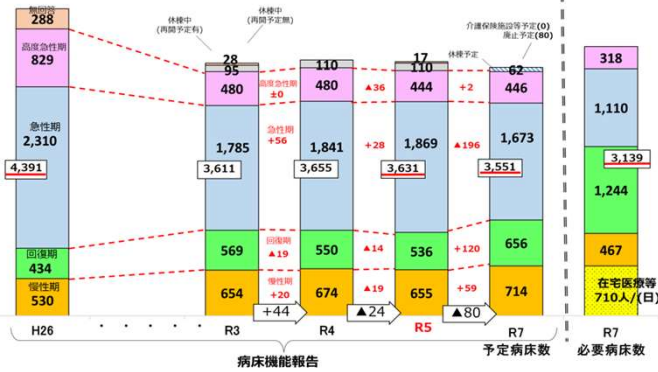 無回答
288
高度急性期
829
急性期
2,310
4,391
回復期
434
慢性期
530
H26
・ ・ ・ ・ ・
休棟中
(再開予定有)
休棟中
(再開予定無)
28
95
480
1,785
3,611
569
654
R3
高度急性期
±0
急性期
+56
回復期
▲19
慢性期
+20
+44
110
480
1,841
3,655
550
674
R4
▲36
+28
▲14
▲19
▲24
17
110
444
1,869
3,631
536
655
R5
+2
▲196
+120
+59
▲80
介護保険施設等予定(0)
廃止予定(80)
休棟予定
62
446
1,673
3,551
656
714
R7
予定病床数
病床機能報告
318
1,110
3,139
1,244
467
在宅医療等
710人/(日)
R7
必要病床数